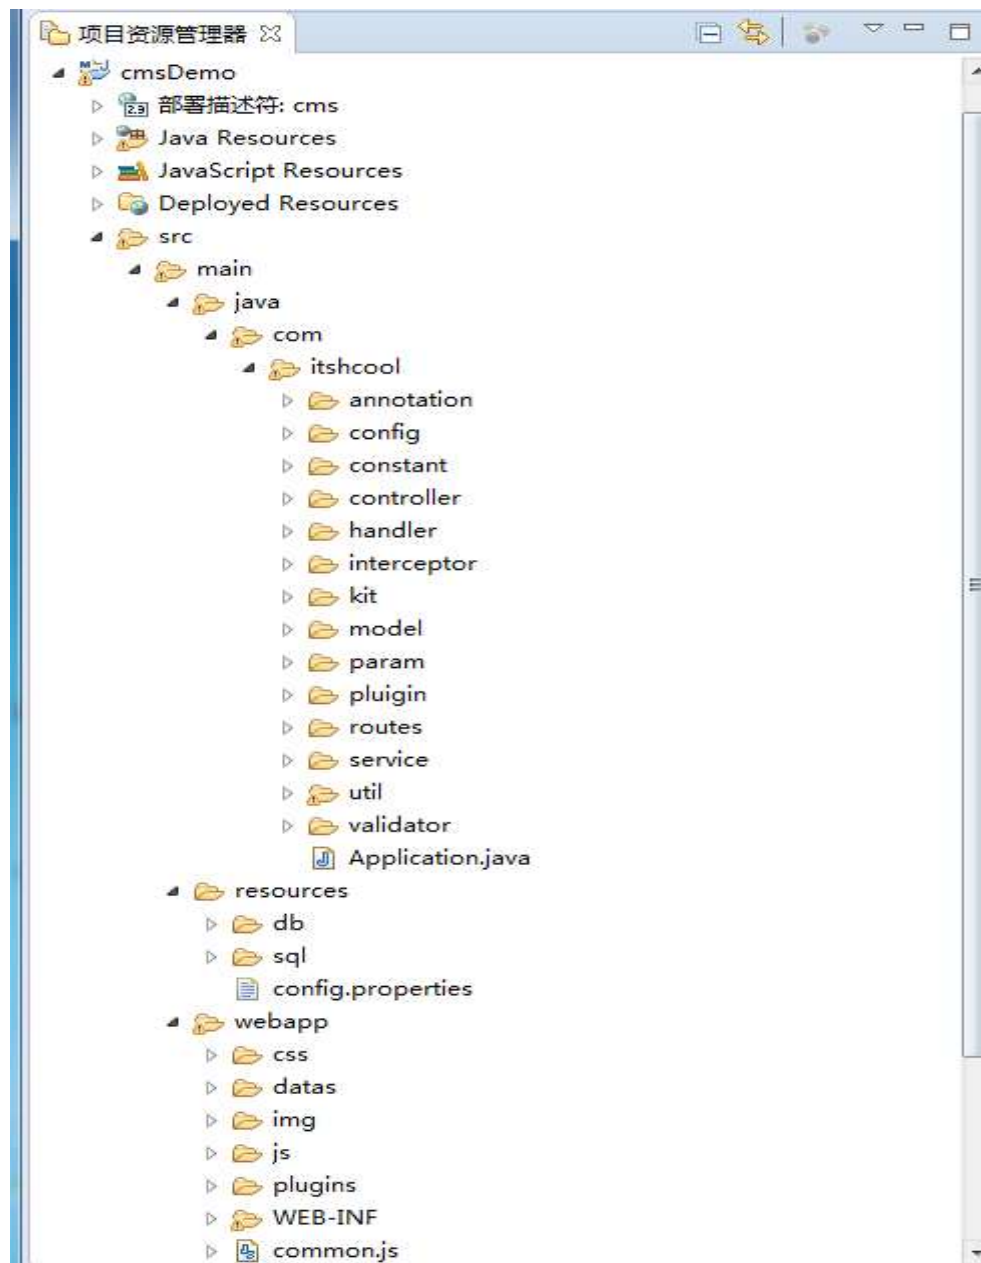 项目资源管理器
cmsDemo
部署描述符: cms
Java Resources
JavaScript Resources
Deployed Resources
src
main
java
com
itshcool
annotation
config
constant
controller
handler
interceptor
kit
model
param
pluigin
routes
service
util
validator
Application.java
resources
db
sql
config.properties
webapp
css
datas
img
js
plugins
WEB-INF
common.js